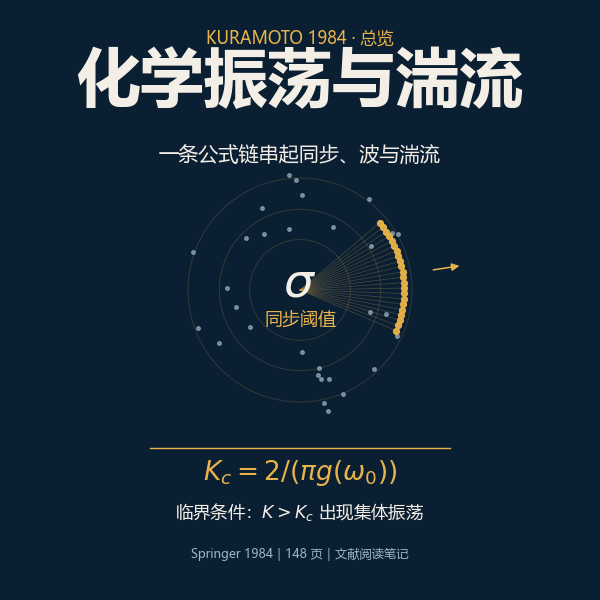 KURAMOTO 1984 · 总览
化学振荡与湍流
一条公式链串起同步、波与湍流
σ
同步阈值
K_c = 2/(πg(ω_0))
临界条件：K > K_c 出现集体振荡
Springer 1984 | 148 页 | 文献阅读笔记